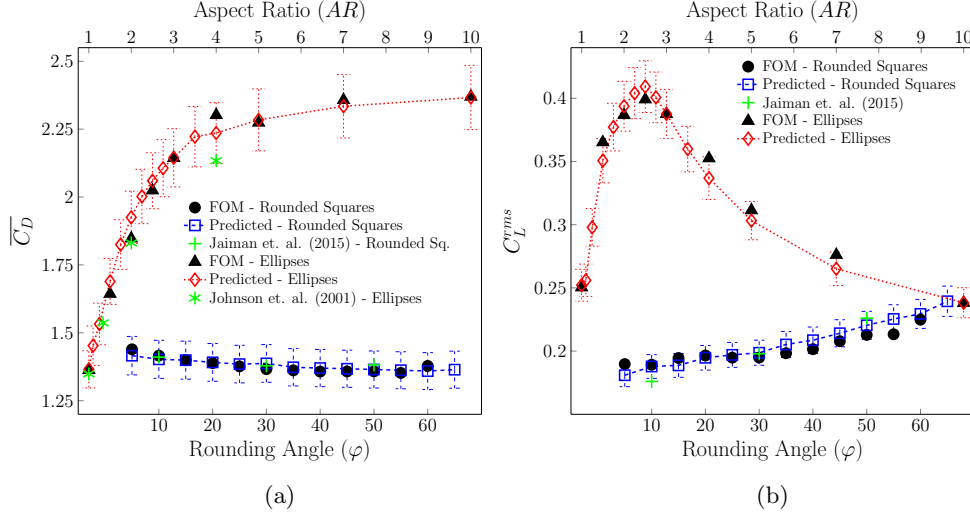 Aspect Ratio (AR)
1 2 3 4 5 6 7 8 9 10
2.5
2.25
2
1.75
1.5
1.25
C_D
FOM - Rounded Squares
Predicted - Rounded Squares
Jaiman et. al. (2015) - Rounded Sq.
FOM - Ellipses
Predicted - Ellipses
Johnson et. al. (2001) - Ellipses
10 20 30 40 50 60
Rounding Angle (φ)
(a)
Aspect Ratio (AR)
1 2 3 4 5 6 7 8 9 10
0.4
0.35
0.3
0.25
0.2
C_L^{rms}
FOM - Rounded Squares
Predicted - Rounded Squares
Jaiman et. al. (2015)
FOM - Ellipses
Predicted - Ellipses
10 20 30 40 50 60
Rounding Angle (φ)
(b)